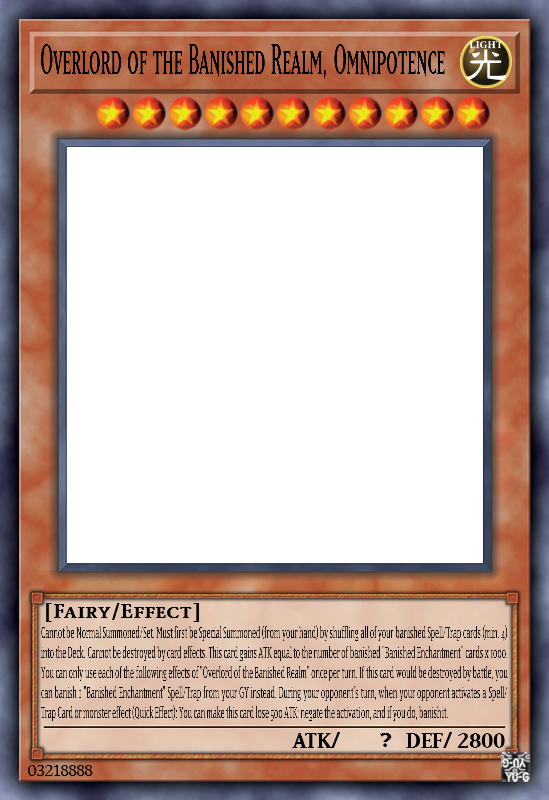 Overlord of the Banished Realm, Omnipotence
LIGHT
光
[Fairy/Effect]
Cannot be Normal Summoned/Set. Must first be Special Summoned (from your hand) by shuffling all of your banished Spell/Trap cards (min. 4)
into the Deck. Cannot be destroyed by card effects. This card gains ATK equal to the number of banished "Banished Enchantment" cards x 1000.
You can only use each of the following effects of "Overlord of the Banished Realm" once per turn. If this card would be destroyed by battle, you
can banish 1 "Banished Enchantment" Spell/Trap from your GY instead. During your opponent's turn, when your opponent activates a Spell/
Trap Card or monster effect (Quick Effect): You can make this card lose 500 ATK: negate the activation, and if you do, banish it.
ATK/ ? DEF/ 2800
03218888